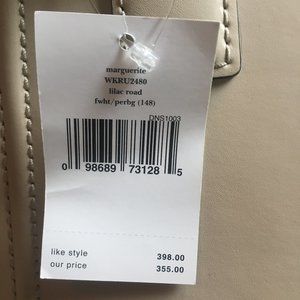 marguerite
WKRU2480
lilac road
fwht/perbg (148)
DNS1003
0 98689 73128 5
like style 398.00
our price 355.00